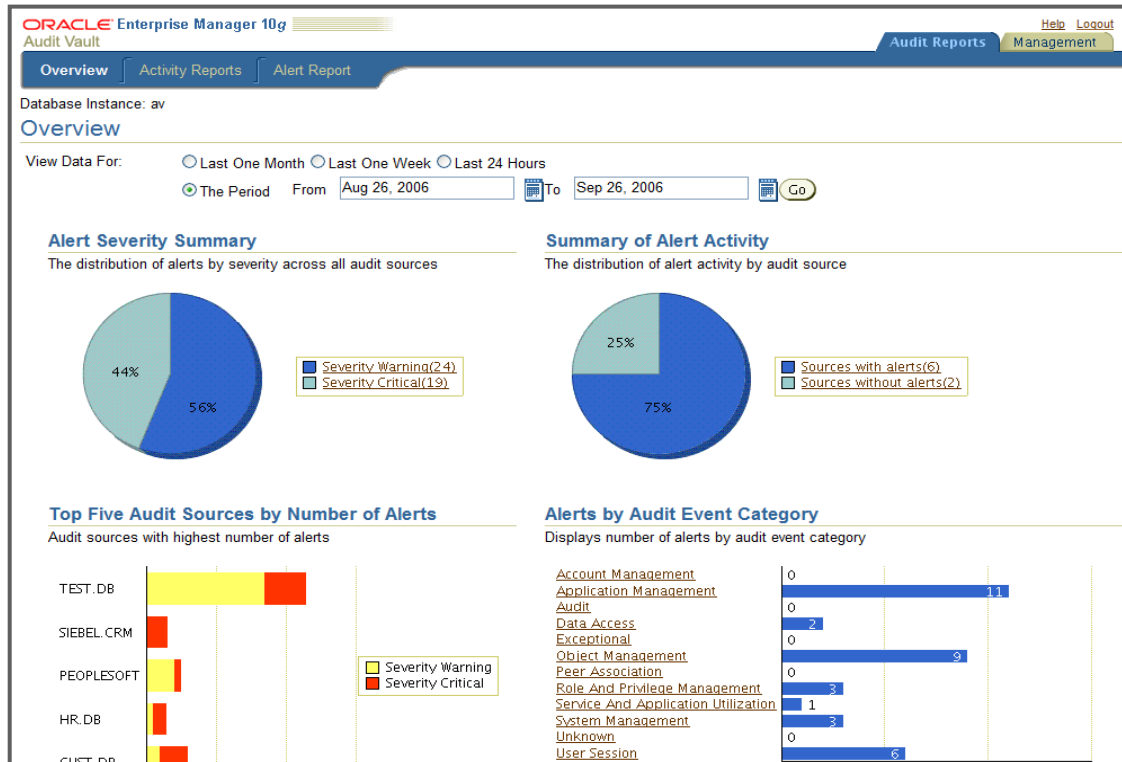 ORACLE Enterprise Manager 10g
Audit Vault
Help Logout
Audit Reports Management
Overview Activity Reports Alert Report
Database Instance: av
Overview
View Data For: Last One Month Last One Week Last 24 Hours
The Period From Aug 26, 2006 To Sep 26, 2006 Go
Alert Severity Summary
The distribution of alerts by severity across all audit sources
44%
56%
Severity Warning(24)
Severity Critical(19)
Summary of Alert Activity
The distribution of alert activity by audit source
25%
75%
Sources with alerts(6)
Sources without alerts(2)
Top Five Audit Sources by Number of Alerts
Audit sources with highest number of alerts
TEST.DB
SIEBEL.CRM
PEOPLESOFT
HR.DB
CUST.DB
Severity Warning
Severity Critical
Alerts by Audit Event Category
Displays number of alerts by audit event category
Account Management 0
Application Management 11
Audit 0
Data Access 2
Exceptional 0
Object Management 9
Peer Association 0
Role And Privilege Management 3
Service And Application Utilization 1
System Management 3
Unknown 0
User Session 6